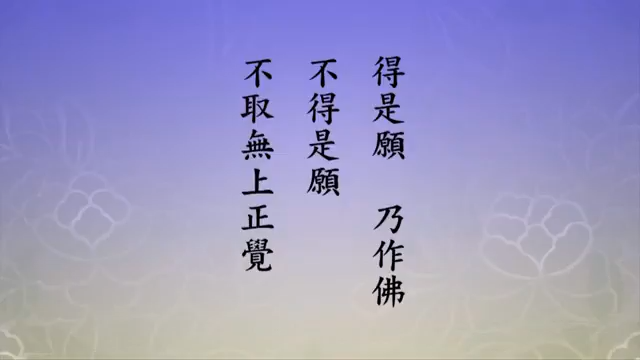 得是願　乃作佛
不得是願
不取無上正覺